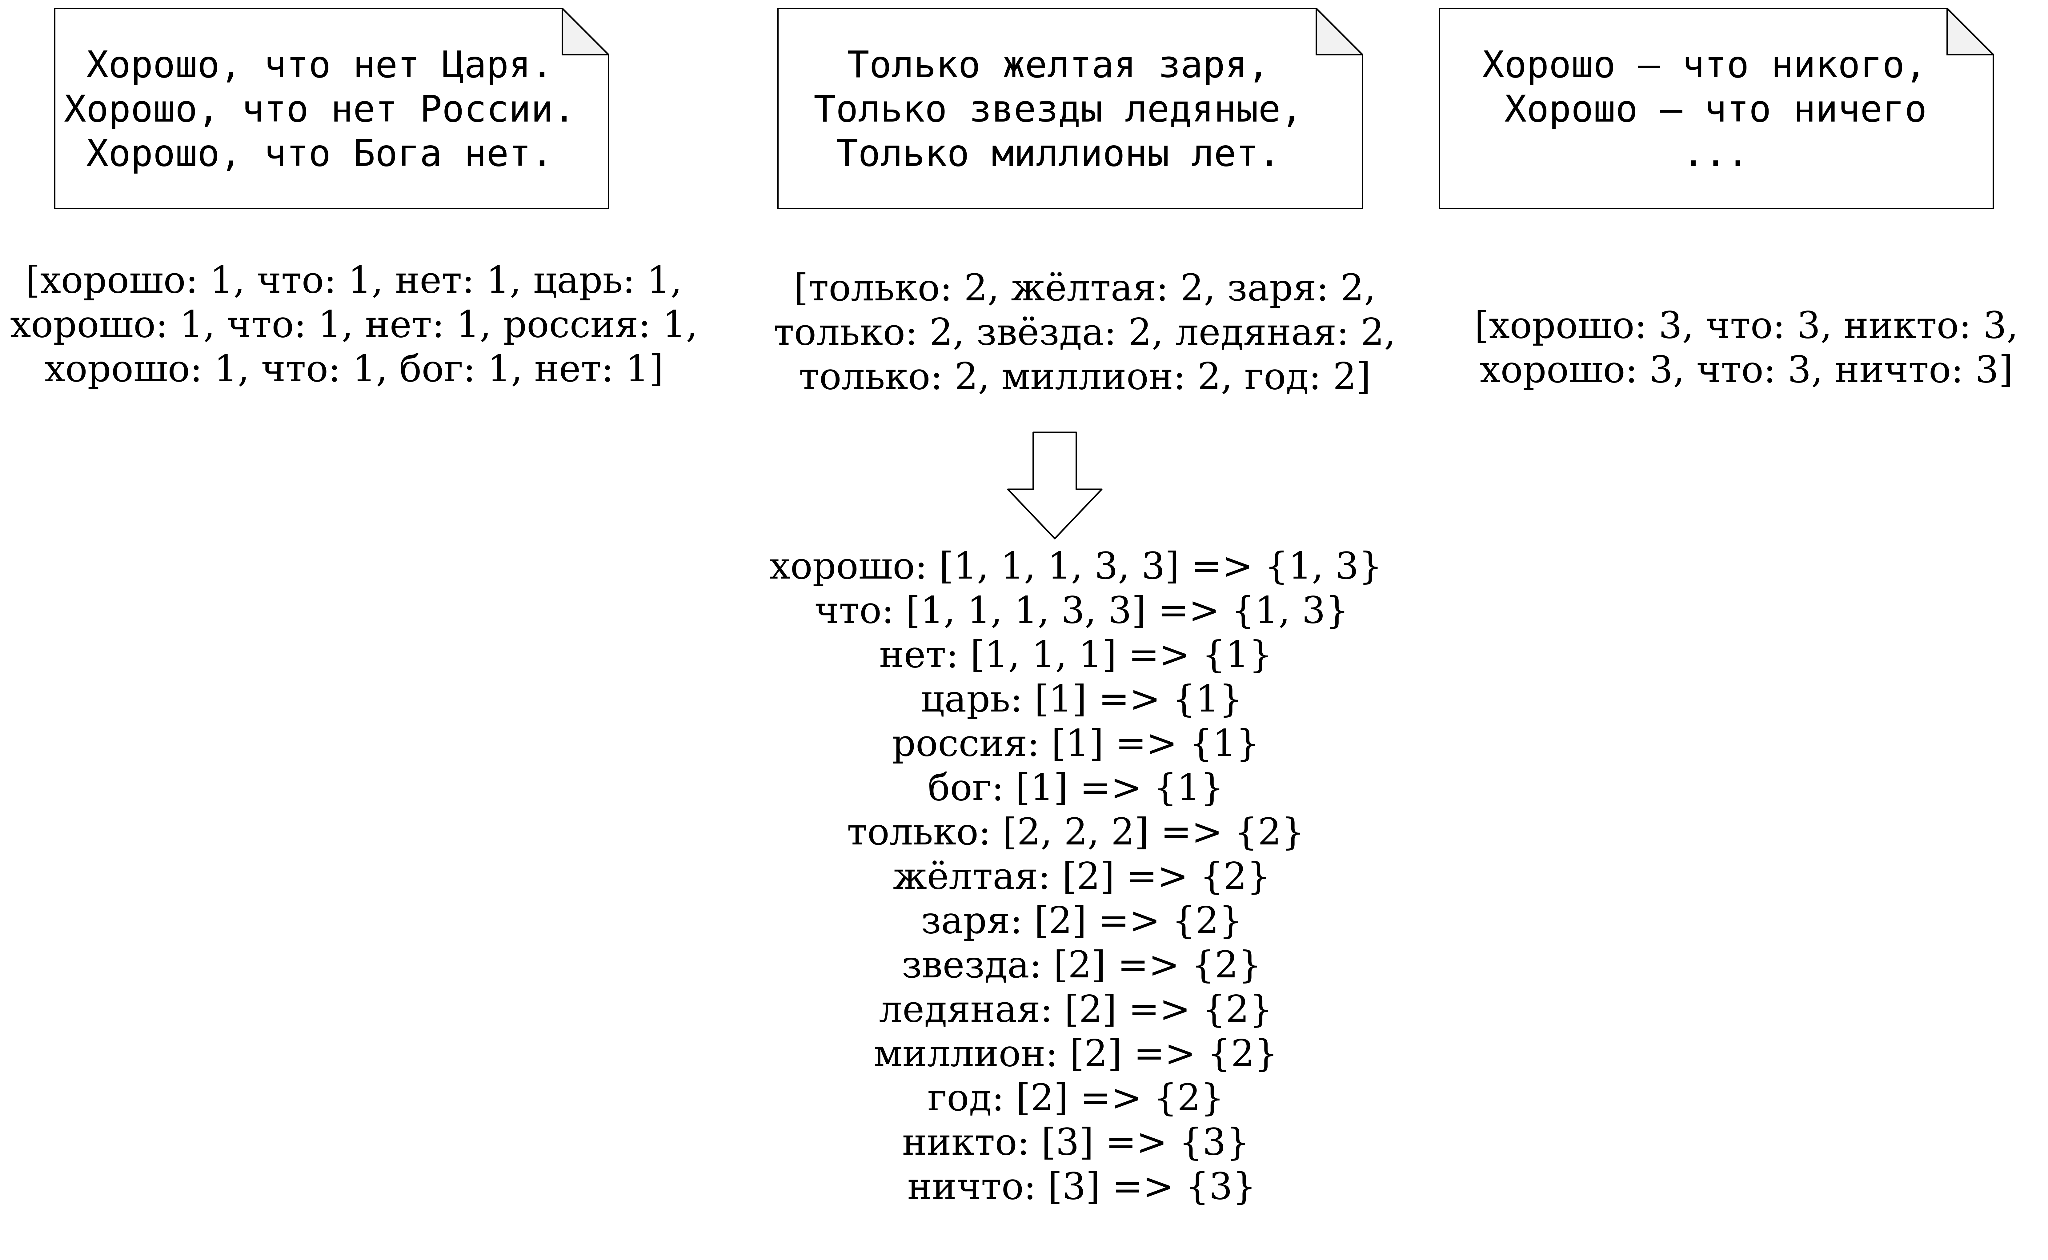 Хорошо, что нет Царя.
Хорошо, что нет России.
Хорошо, что Бога нет.
Только желтая заря,
Только звезды ледяные,
Только миллионы лет.
Хорошо – что никого,
Хорошо – что ничего
...
[хорошо: 1, что: 1, нет: 1, царь: 1,
хорошо: 1, что: 1, нет: 1, россия: 1,
хорошо: 1, что: 1, бог: 1, нет: 1]
[только: 2, жёлтая: 2, заря: 2,
только: 2, звёзда: 2, ледяная: 2,
только: 2, миллион: 2, год: 2]
[хорошо: 3, что: 3, никто: 3,
хорошо: 3, что: 3, ничто: 3]
хорошо: [1, 1, 1, 3, 3] => {1, 3}
что: [1, 1, 1, 3, 3] => {1, 3}
нет: [1, 1, 1] => {1}
царь: [1] => {1}
россия: [1] => {1}
бог: [1] => {1}
только: [2, 2, 2] => {2}
жёлтая: [2] => {2}
заря: [2] => {2}
звезда: [2] => {2}
ледяная: [2] => {2}
миллион: [2] => {2}
год: [2] => {2}
никто: [3] => {3}
ничто: [3] => {3}